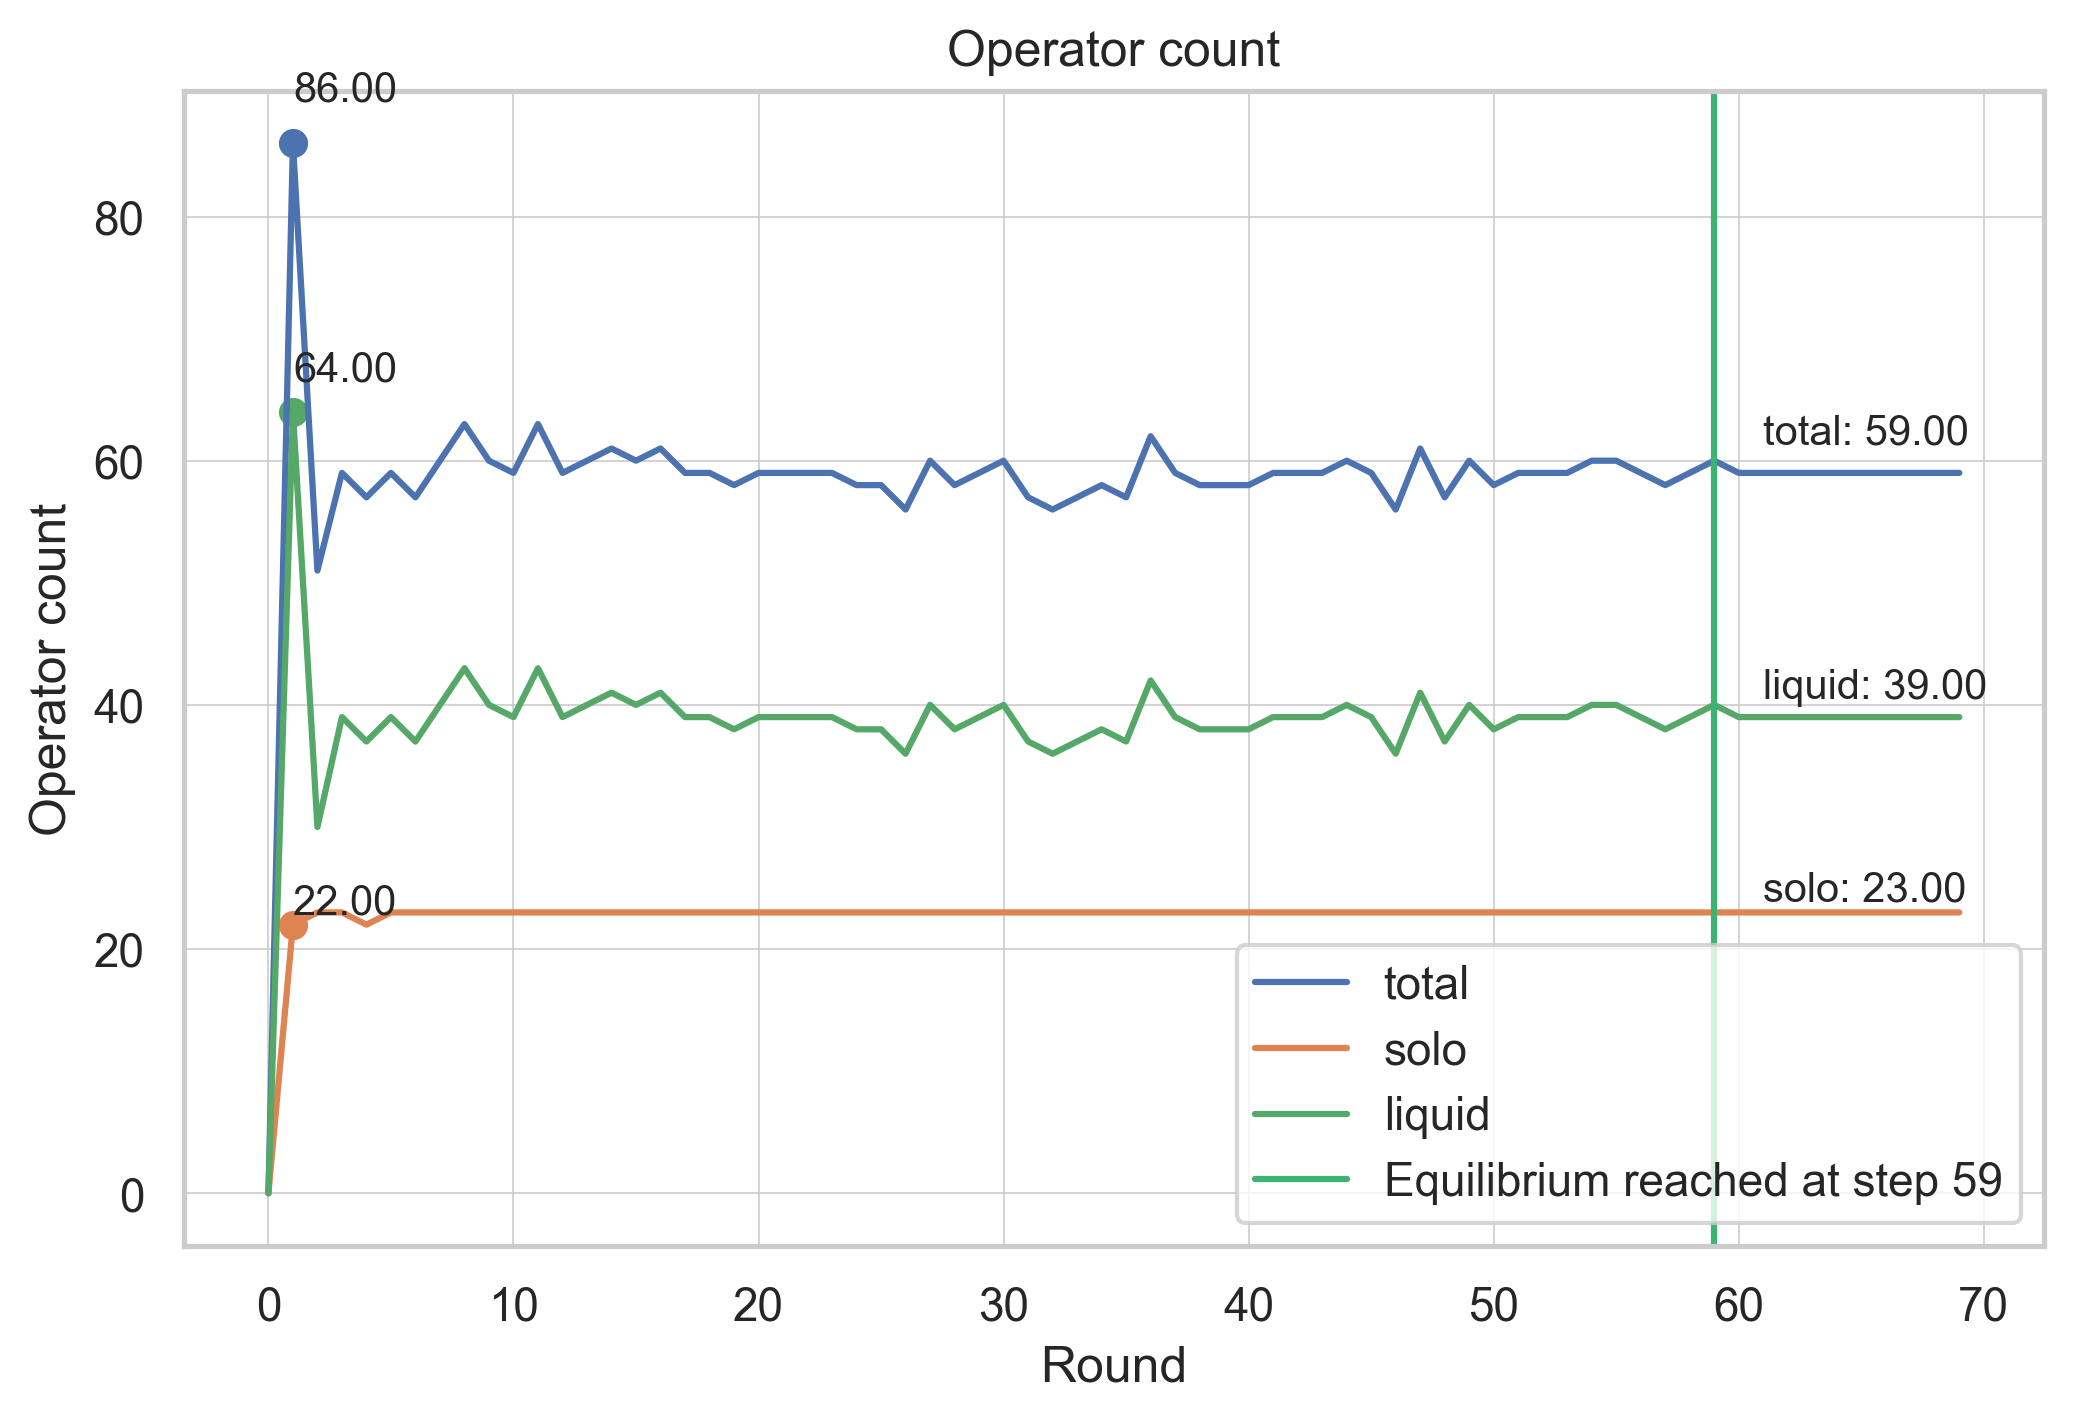 Operator count
86.00
80
64.00
total: 59.00
60
Operator count
liquid: 39.00
40
22.00
solo: 23.00
20
total
solo
liquid
Equilibrium reached at step 59
0
0 10 20 30 40 50 60 70
Round